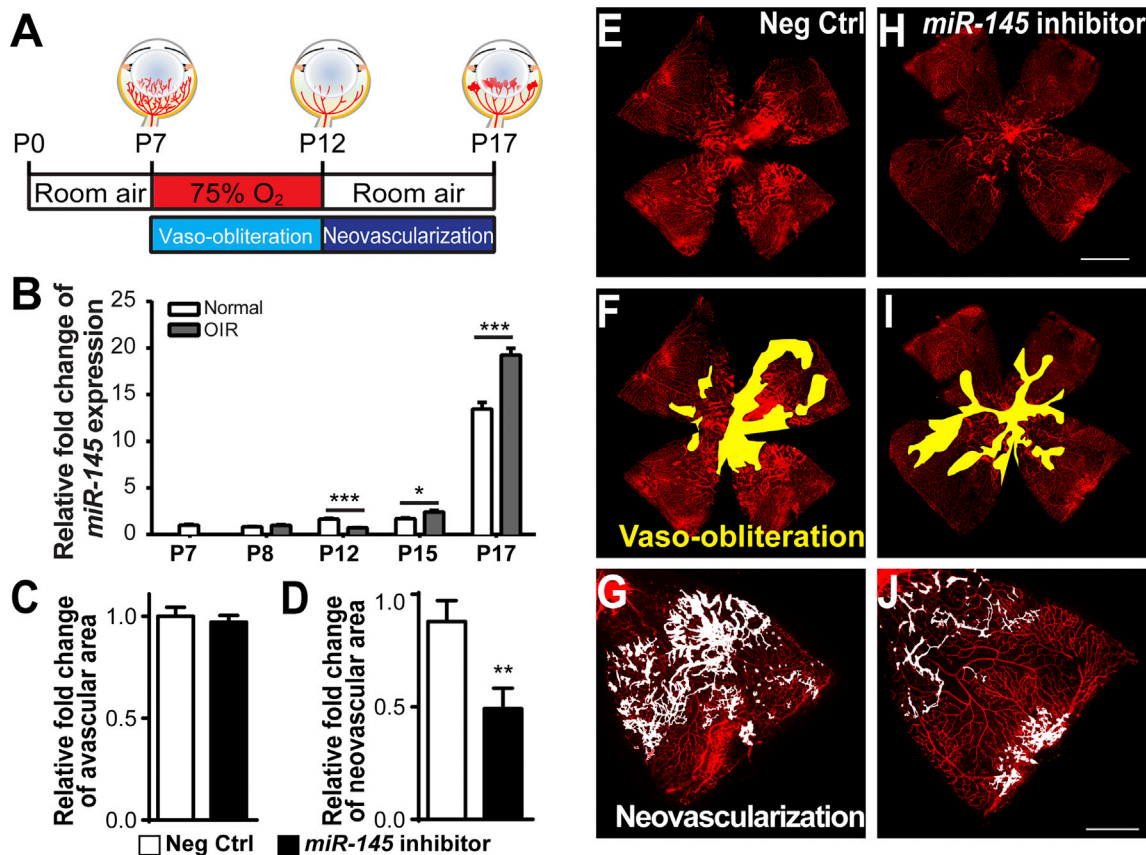 A
P0 P7 P12 P17
Room air 75% O₂ Room air
Vaso-obliteration Neovascularization
B
Relative fold change of
miR-145 expression
25
20
15
10
5
0
Normal
OIR
***
*
***
P7 P8 P12 P15 P17
C
Relative fold change
of avascular area
1.0
0.5
0.0
D
Relative fold change
of neovascular area
1.0
0.5
0.0
**
Neg Ctrl miR-145 inhibitor
E Neg Ctrl
H miR-145 inhibitor
F
Vaso-obliteration
I
G
Neovascularization
J